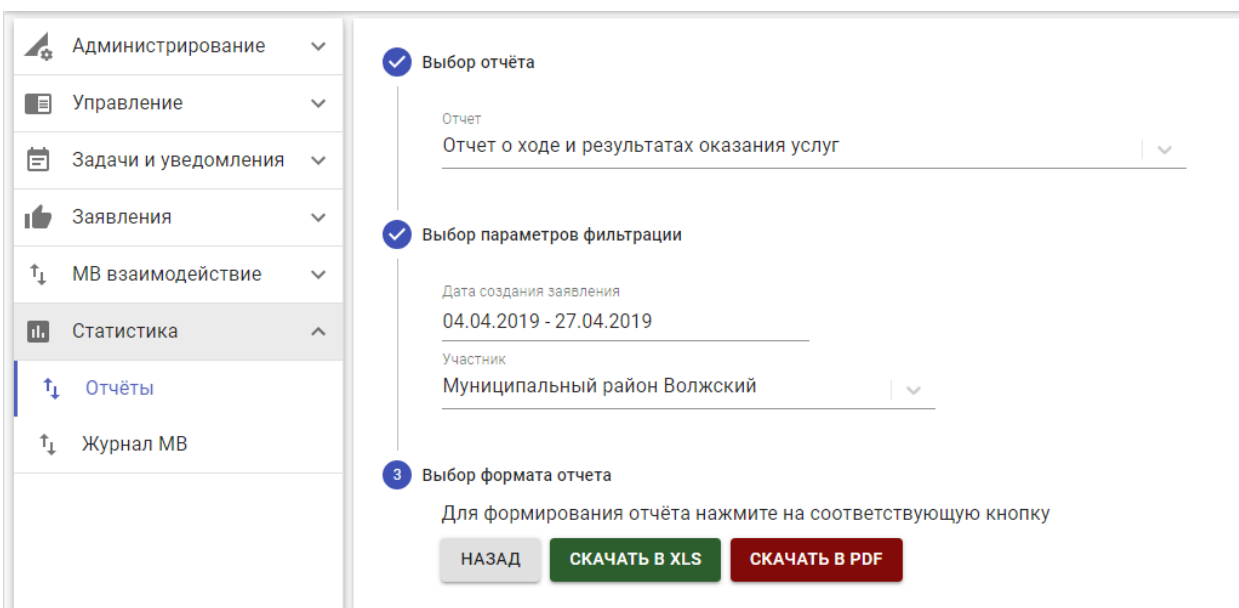 Администрирование
Управление
Задачи и уведомления
Заявления
МВ взаимодействие
Статистика
Отчёты
Журнал МВ
Выбор отчёта
Отчет
Отчет о ходе и результатах оказания услуг
Выбор параметров фильтрации
Дата создания заявления
04.04.2019 - 27.04.2019
Участник
Муниципальный район Волжский
3 Выбор формата отчета
Для формирования отчёта нажмите на соответствующую кнопку
НАЗАД СКАЧАТЬ В XLS СКАЧАТЬ В PDF